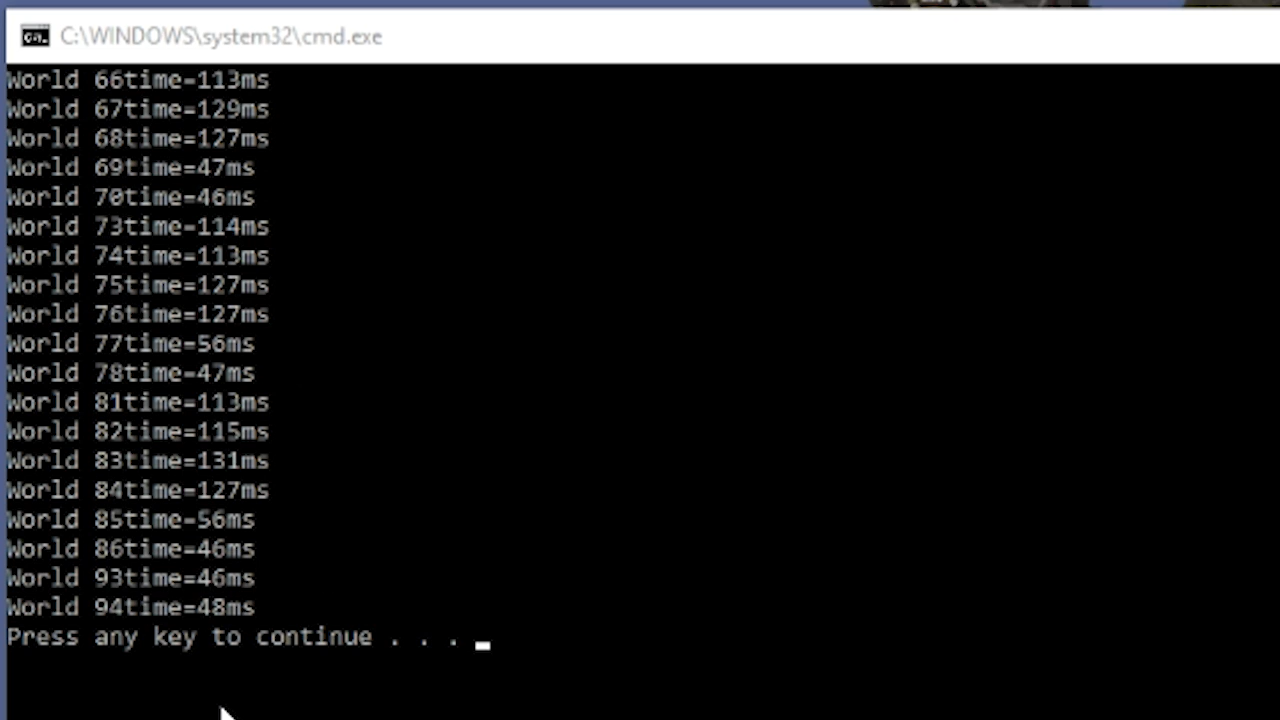 C:\WINDOWS\system32\cmd.exe
World 66time=113ms
World 67time=129ms
World 68time=127ms
World 69time=47ms
World 70time=46ms
World 73time=114ms
World 74time=113ms
World 75time=127ms
World 76time=127ms
World 77time=56ms
World 78time=47ms
World 81time=113ms
World 82time=115ms
World 83time=131ms
World 84time=127ms
World 85time=56ms
World 86time=46ms
World 93time=46ms
World 94time=48ms
Press any key to continue . . .